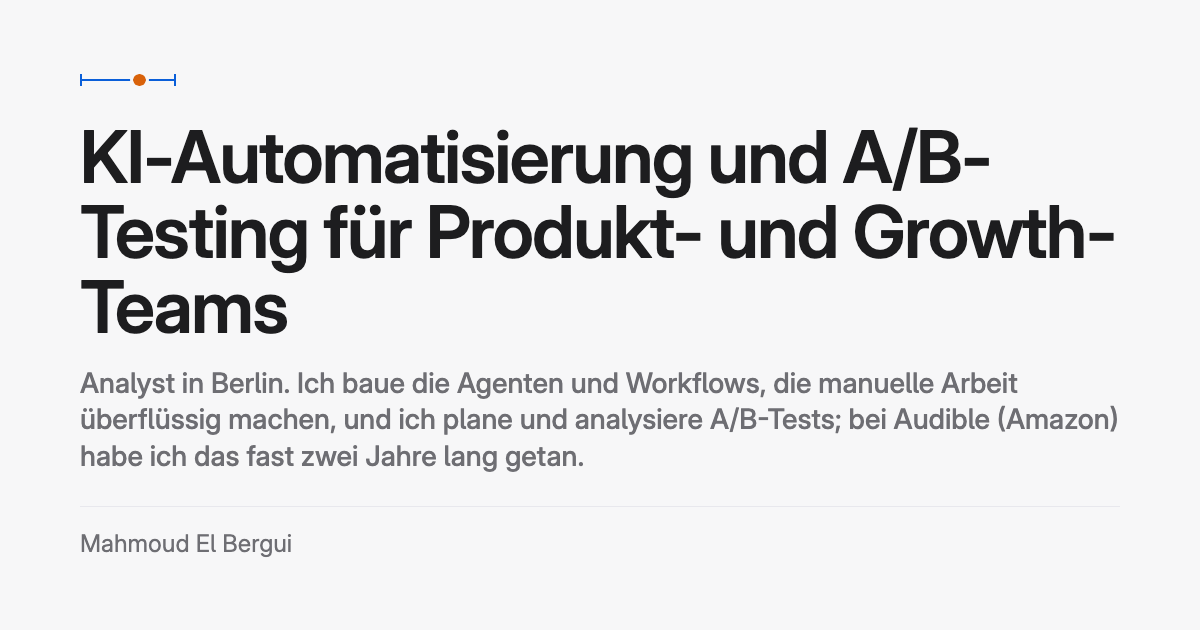 KI-Automatisierung und A/B-
Testing für Produkt- und Growth-
Teams
Analyst in Berlin. Ich baue die Agenten und Workflows, die manuelle Arbeit
überflüssig machen, und ich plane und analysiere A/B-Tests; bei Audible (Amazon)
habe ich das fast zwei Jahre lang getan.
Mahmoud El Bergui